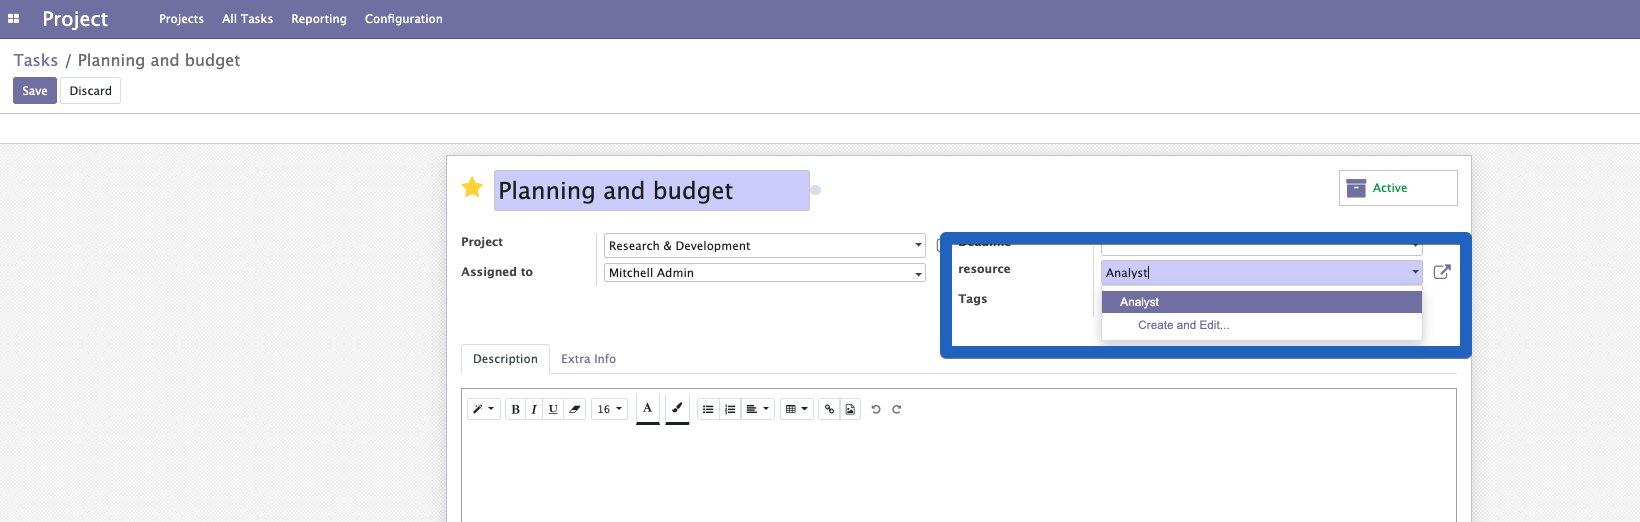 Project Projects All Tasks Reporting Configuration
Tasks / Planning and budget
Save Discard
Planning and budget
Active
Project Research & Development
Assigned to Mitchell Admin
Deadline
resource Analyst
Tags
Analyst
Create and Edit...
Description Extra Info
B I U 16 A